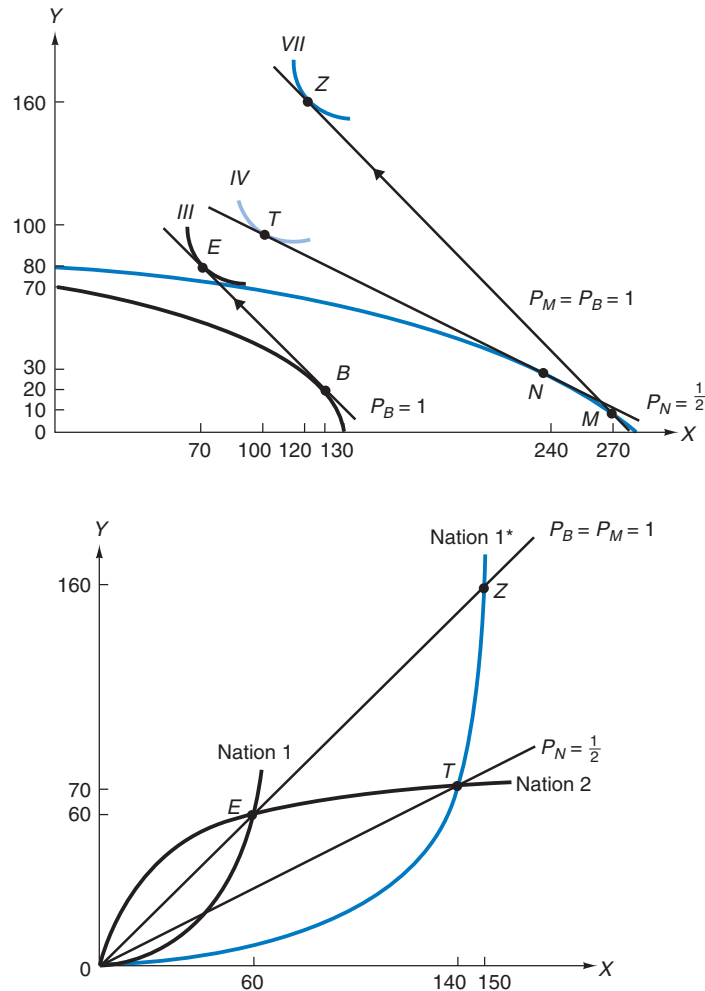 Y
VII
Z
160
IV
100
III
T
E
80
70
P_M = P_B = 1
30
B
N
20
P_B = 1
P_N = 1/2
10
M
0
X
70 100 120 130 240 270
Y
Nation 1*
P_B = P_M = 1
160
Z
Nation 1
P_N = 1/2
70
T
Nation 2
60
E
0
X
60 140 150